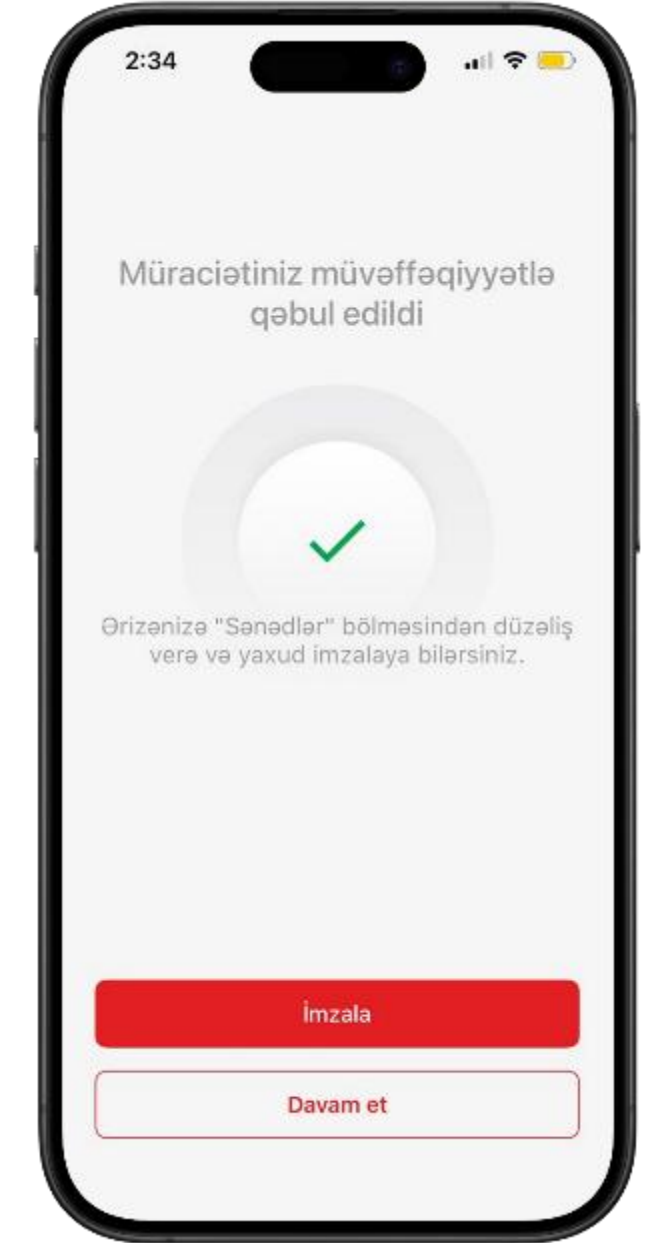 2:34
Müraciətiniz müvəffəqiyyətlə
qəbul edildi
Ərizənizə "Sənədlər" bölməsindən düzəliş
verə və yaxud imzalaya bilərsiniz.
İmzala
Davam et